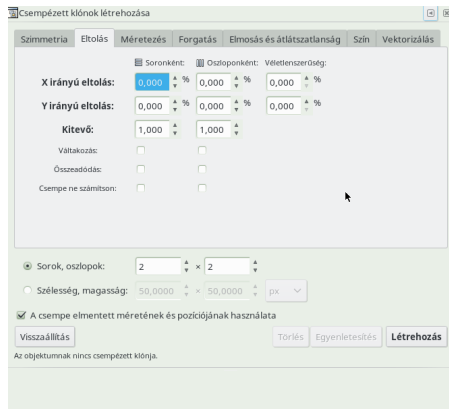 Csempézett klónok létrehozása
Szimmetria Eltolás Méretezés Forgatás Elmosás és átlátszatlanság Szín Vektorizálás
Soronként: Oszloponként: Véletlenszerűség:
X irányú eltolás: 0,000 % 0,000 % 0,000 %
Y irányú eltolás: 0,000 % 0,000 % 0,000 %
Kitevő: 1,000 1,000
Váltakozás:
Összeadódás:
Csempe ne számítson:
Sorok, oszlopok: 2 × 2
Szélesség, magasság: 50,0000 × 50,0000 px
A csempe elmentett méretének és pozíciójának használata
Visszaállítás Törlés Egyenletesítés Létrehozás
Az objektumnak nincs csempézett klónja.